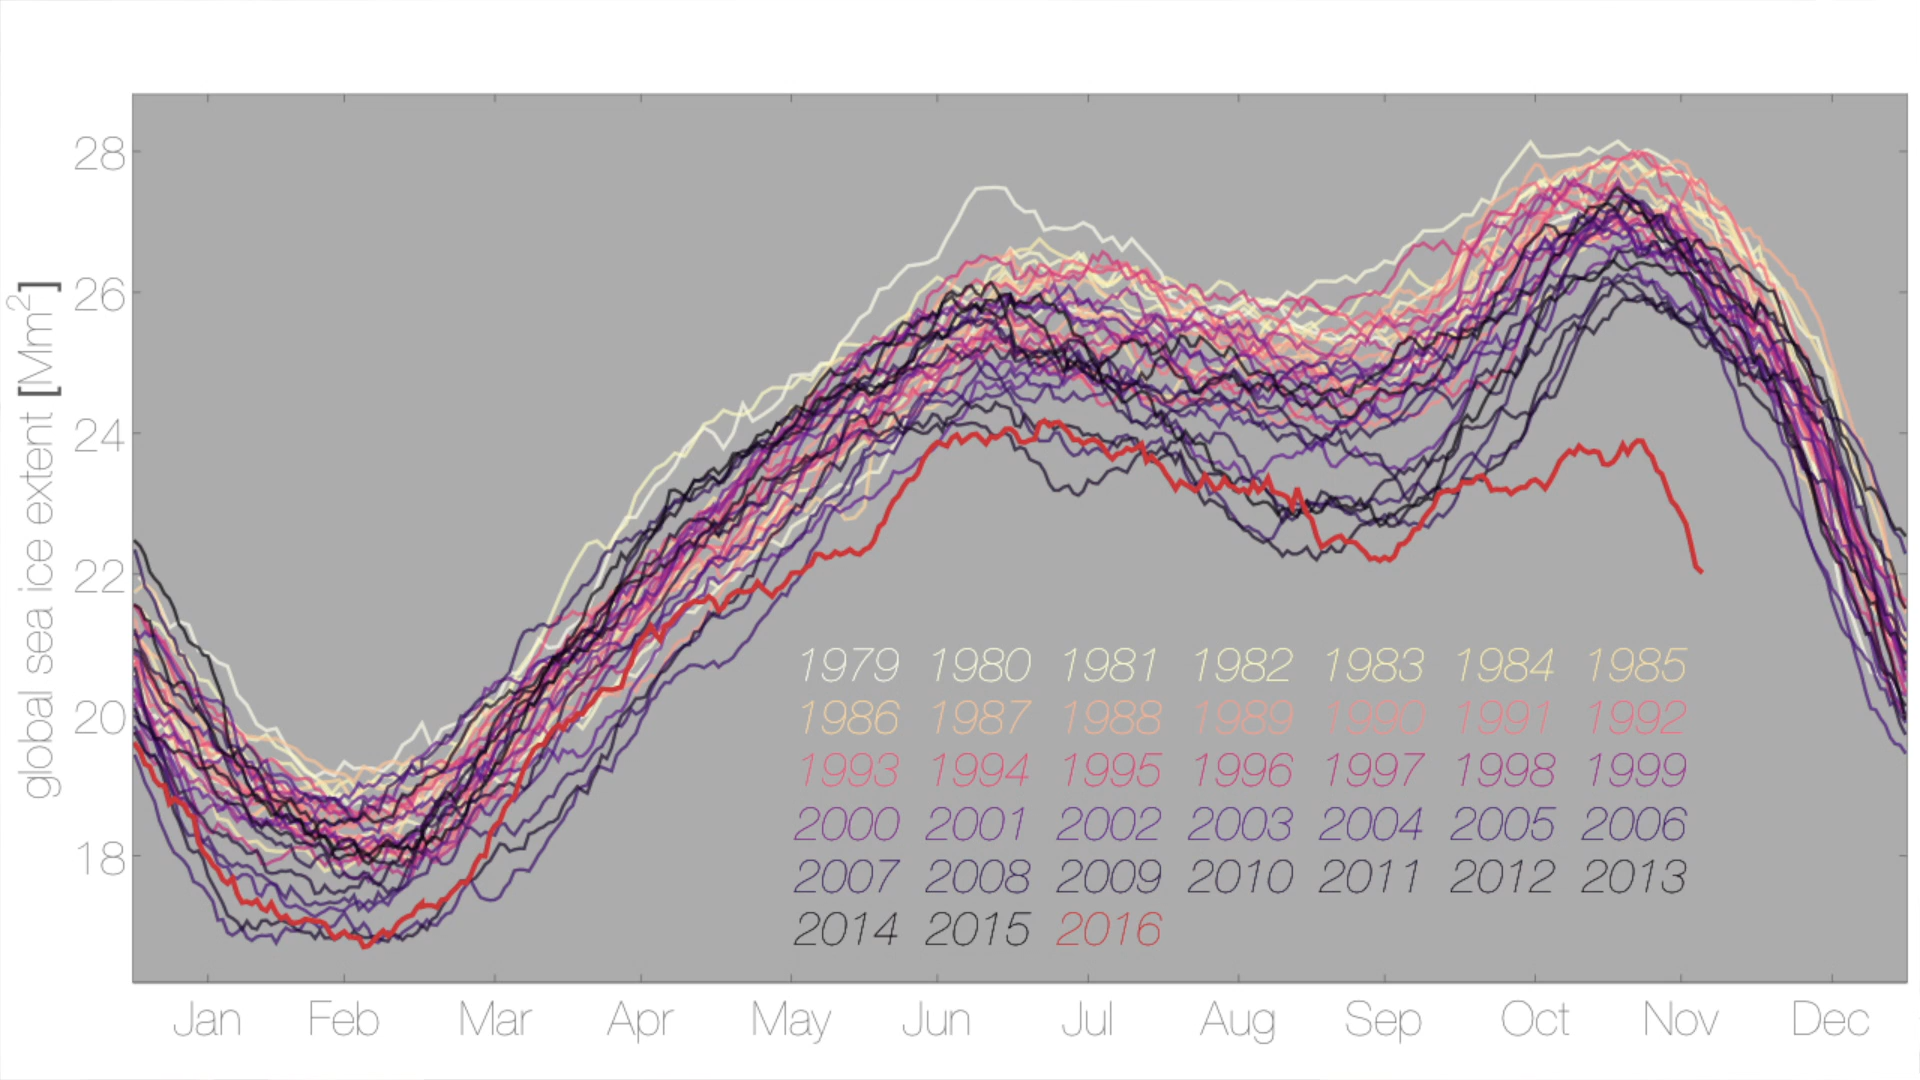 28
26
24
22
20
18
global sea ice extent [Mm²]
1979 1980 1981 1982 1983 1984 1985
1986 1987 1988 1989 1990 1991 1992
1993 1994 1995 1996 1997 1998 1999
2000 2001 2002 2003 2004 2005 2006
2007 2008 2009 2010 2011 2012 2013
2014 2015 2016
Jan Feb Mar Apr May Jun Jul Aug Sep Oct Nov Dec